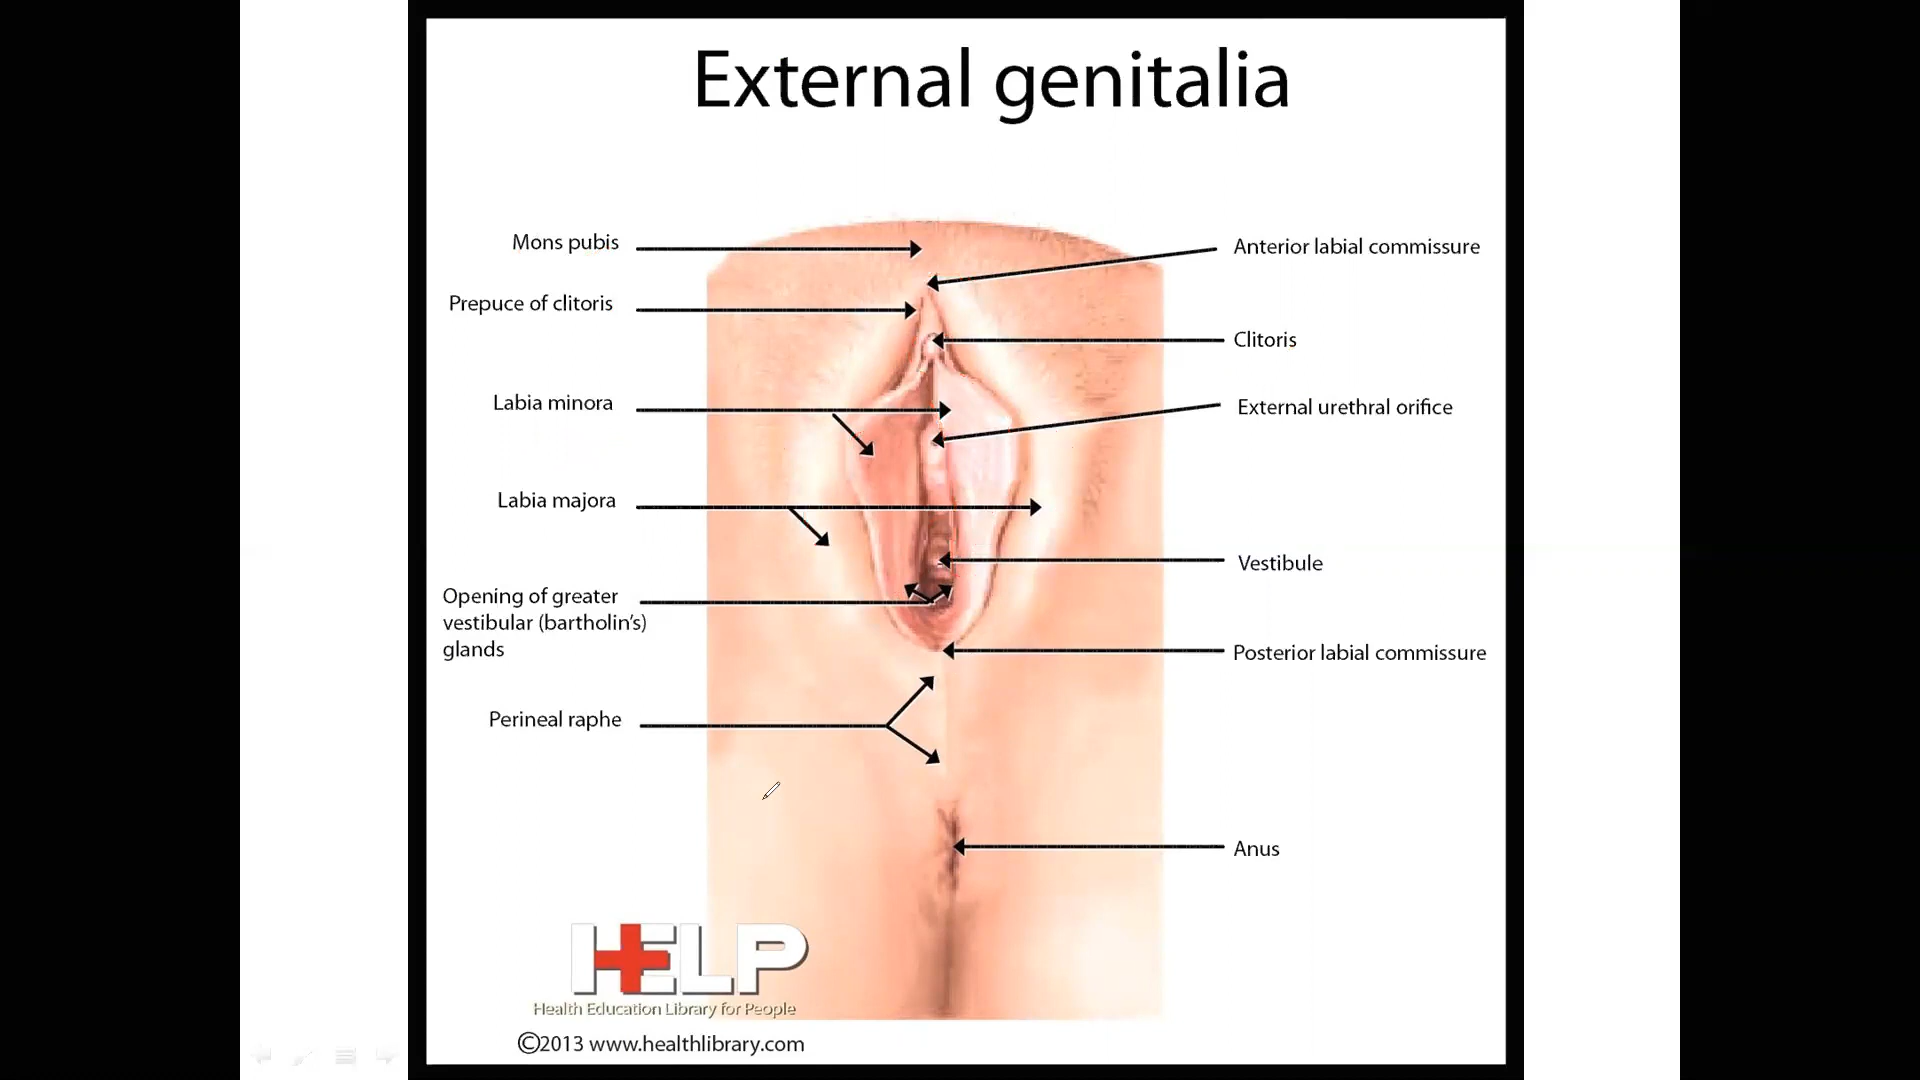 External genitalia
Mons pubis
Anterior labial commissure
Prepuce of clitoris
Clitoris
Labia minora
External urethral orifice
Labia majora
Vestibule
Opening of greater
vestibular (bartholin's)
glands
Posterior labial commissure
Perineal raphe
Anus
HELP
Health Education Library for People
©2013 www.healthlibrary.com